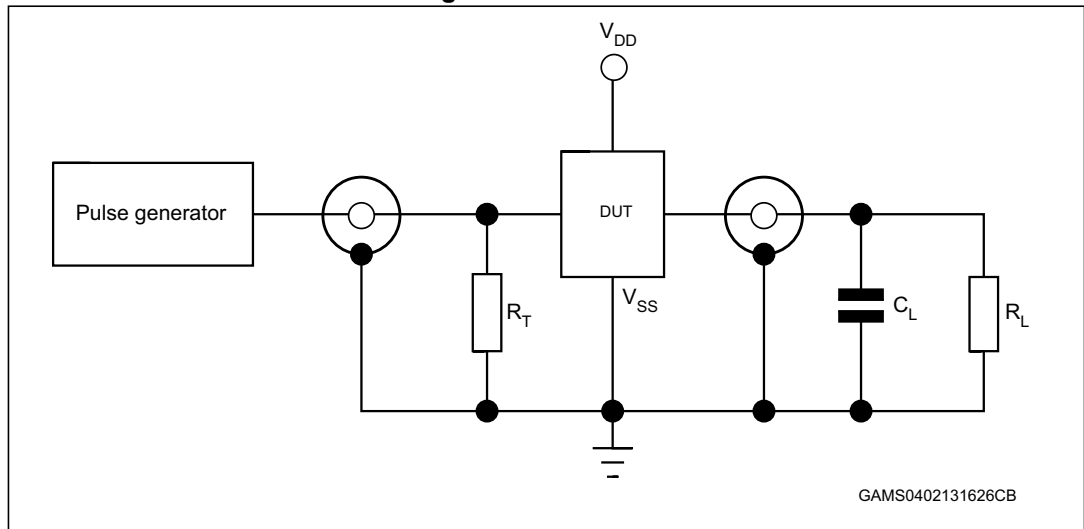 V_DD
Pulse generator
DUT
V_SS
R_T
C_L
R_L
GAMS0402131626CB